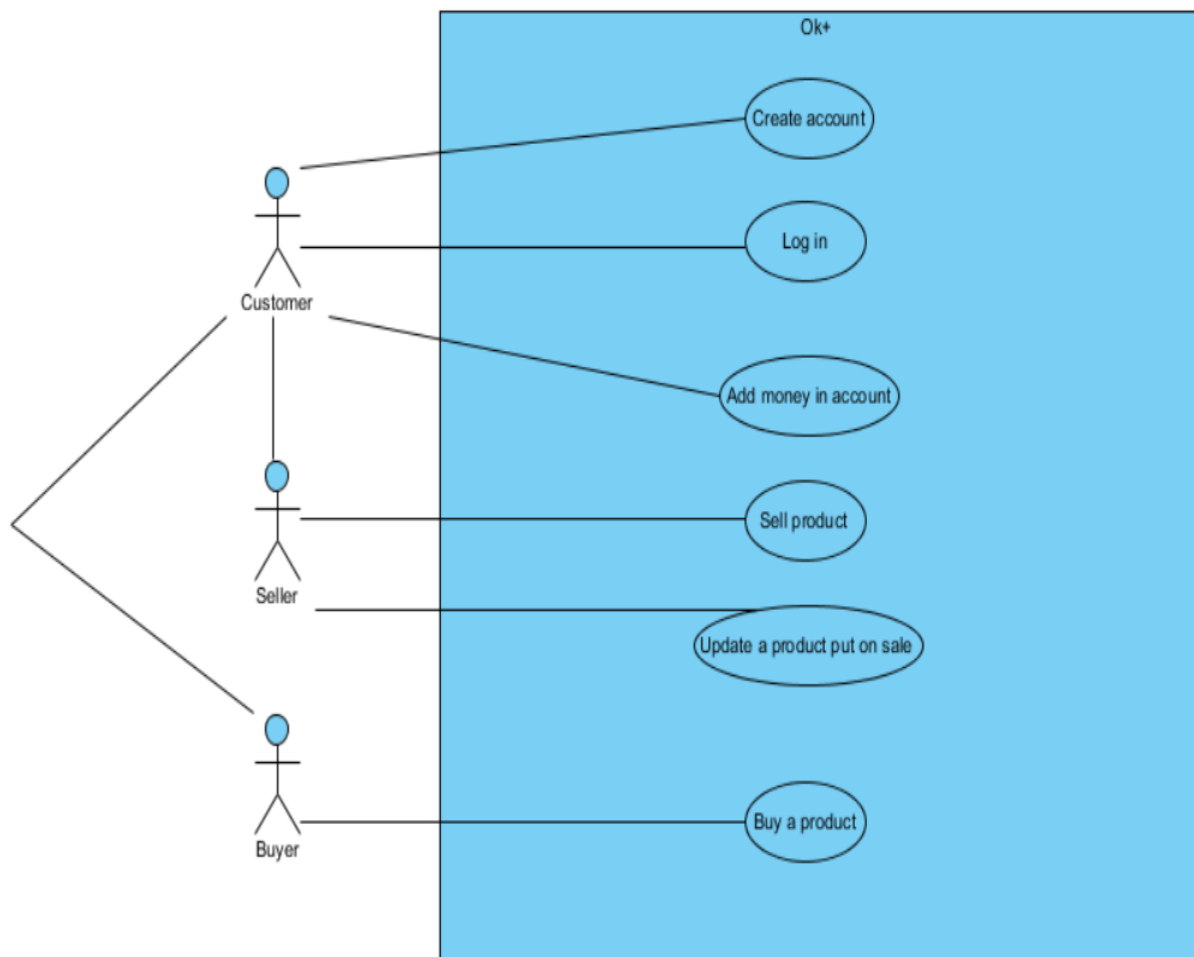 Ok+
Create account
Log in
Customer
Add money in account
Sell product
Seller
Update a product put on sale
Buy a product
Buyer